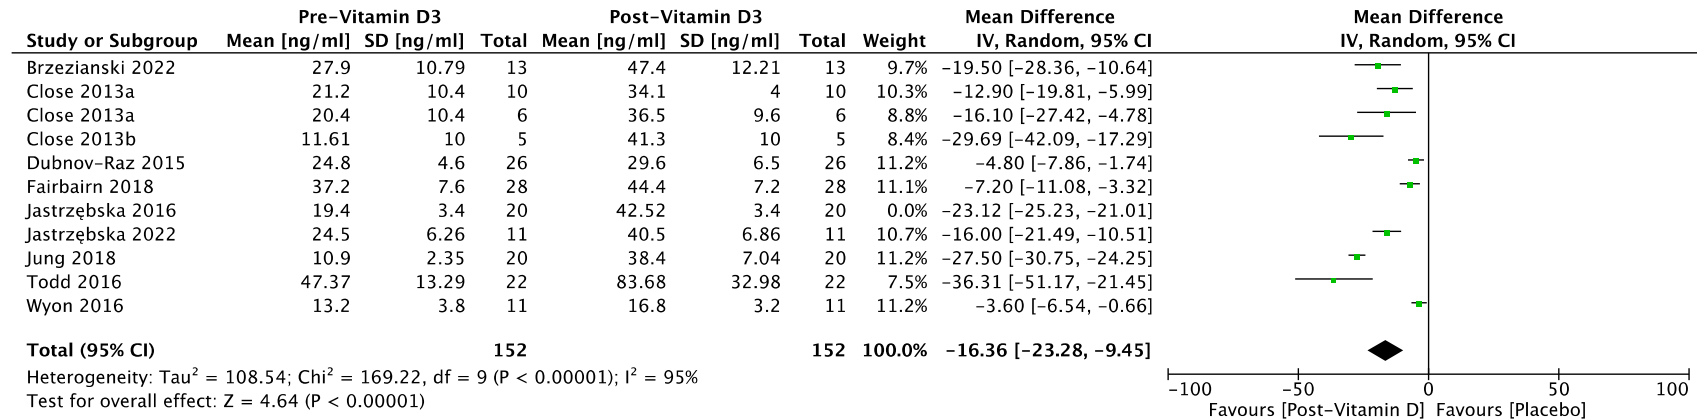 Pre-Vitamin D3 Post-Vitamin D3 Mean Difference Mean Difference
Study or Subgroup Mean [ng/ml] SD [ng/ml] Total Mean [ng/ml] SD [ng/ml] Total Weight IV, Random, 95% CI IV, Random, 95% CI
Brzezianski 2022 27.9 10.79 13 47.4 12.21 13 9.7% -19.50 [-28.36, -10.64]
Close 2013a 21.2 10.4 10 34.1 4 10 10.3% -12.90 [-19.81, -5.99]
Close 2013a 20.4 10.4 6 36.5 9.6 6 8.8% -16.10 [-27.42, -4.78]
Close 2013b 11.61 10 5 41.3 10 5 8.4% -29.69 [-42.09, -17.29]
Dubnov-Raz 2015 24.8 4.6 26 29.6 6.5 26 11.2% -4.80 [-7.86, -1.74]
Fairbairn 2018 37.2 7.6 28 44.4 7.2 28 11.1% -7.20 [-11.08, -3.32]
Jastrzębska 2016 19.4 3.4 20 42.52 3.4 20 0.0% -23.12 [-25.23, -21.01]
Jastrzębska 2022 24.5 6.26 11 40.5 6.86 11 10.7% -16.00 [-21.49, -10.51]
Jung 2018 10.9 2.35 20 38.4 7.04 20 11.2% -27.50 [-30.75, -24.25]
Todd 2016 47.37 13.29 22 83.68 32.98 22 7.5% -36.31 [-51.17, -21.45]
Wyon 2016 13.2 3.8 11 16.8 3.2 11 11.2% -3.60 [-6.54, -0.66]
Total (95% CI) 152 152 100.0% -16.36 [-23.28, -9.45]
Heterogeneity: Tau² = 108.54; Chi² = 169.22, df = 9 (P < 0.00001); I² = 95%
Test for overall effect: Z = 4.64 (P < 0.00001)
-100 -50 0 50 100
Favours [Post-Vitamin D] Favours [Placebo]